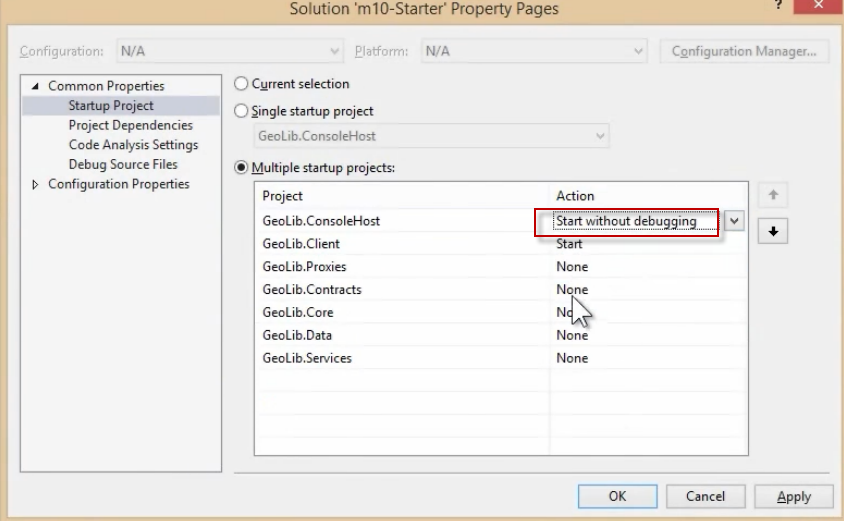 Solution 'm10-Starter' Property Pages
?
Configuration: N/A Platform: N/A Configuration Manager...
Common Properties
Startup Project
Project Dependencies
Code Analysis Settings
Debug Source Files
Configuration Properties
Current selection
Single startup project
GeoLib.ConsoleHost
Multiple startup projects:
Project Action
GeoLib.ConsoleHost Start without debugging
GeoLib.Client Start
GeoLib.Proxies None
GeoLib.Contracts None
GeoLib.Core
GeoLib.Data None
GeoLib.Services None
OK Cancel Apply